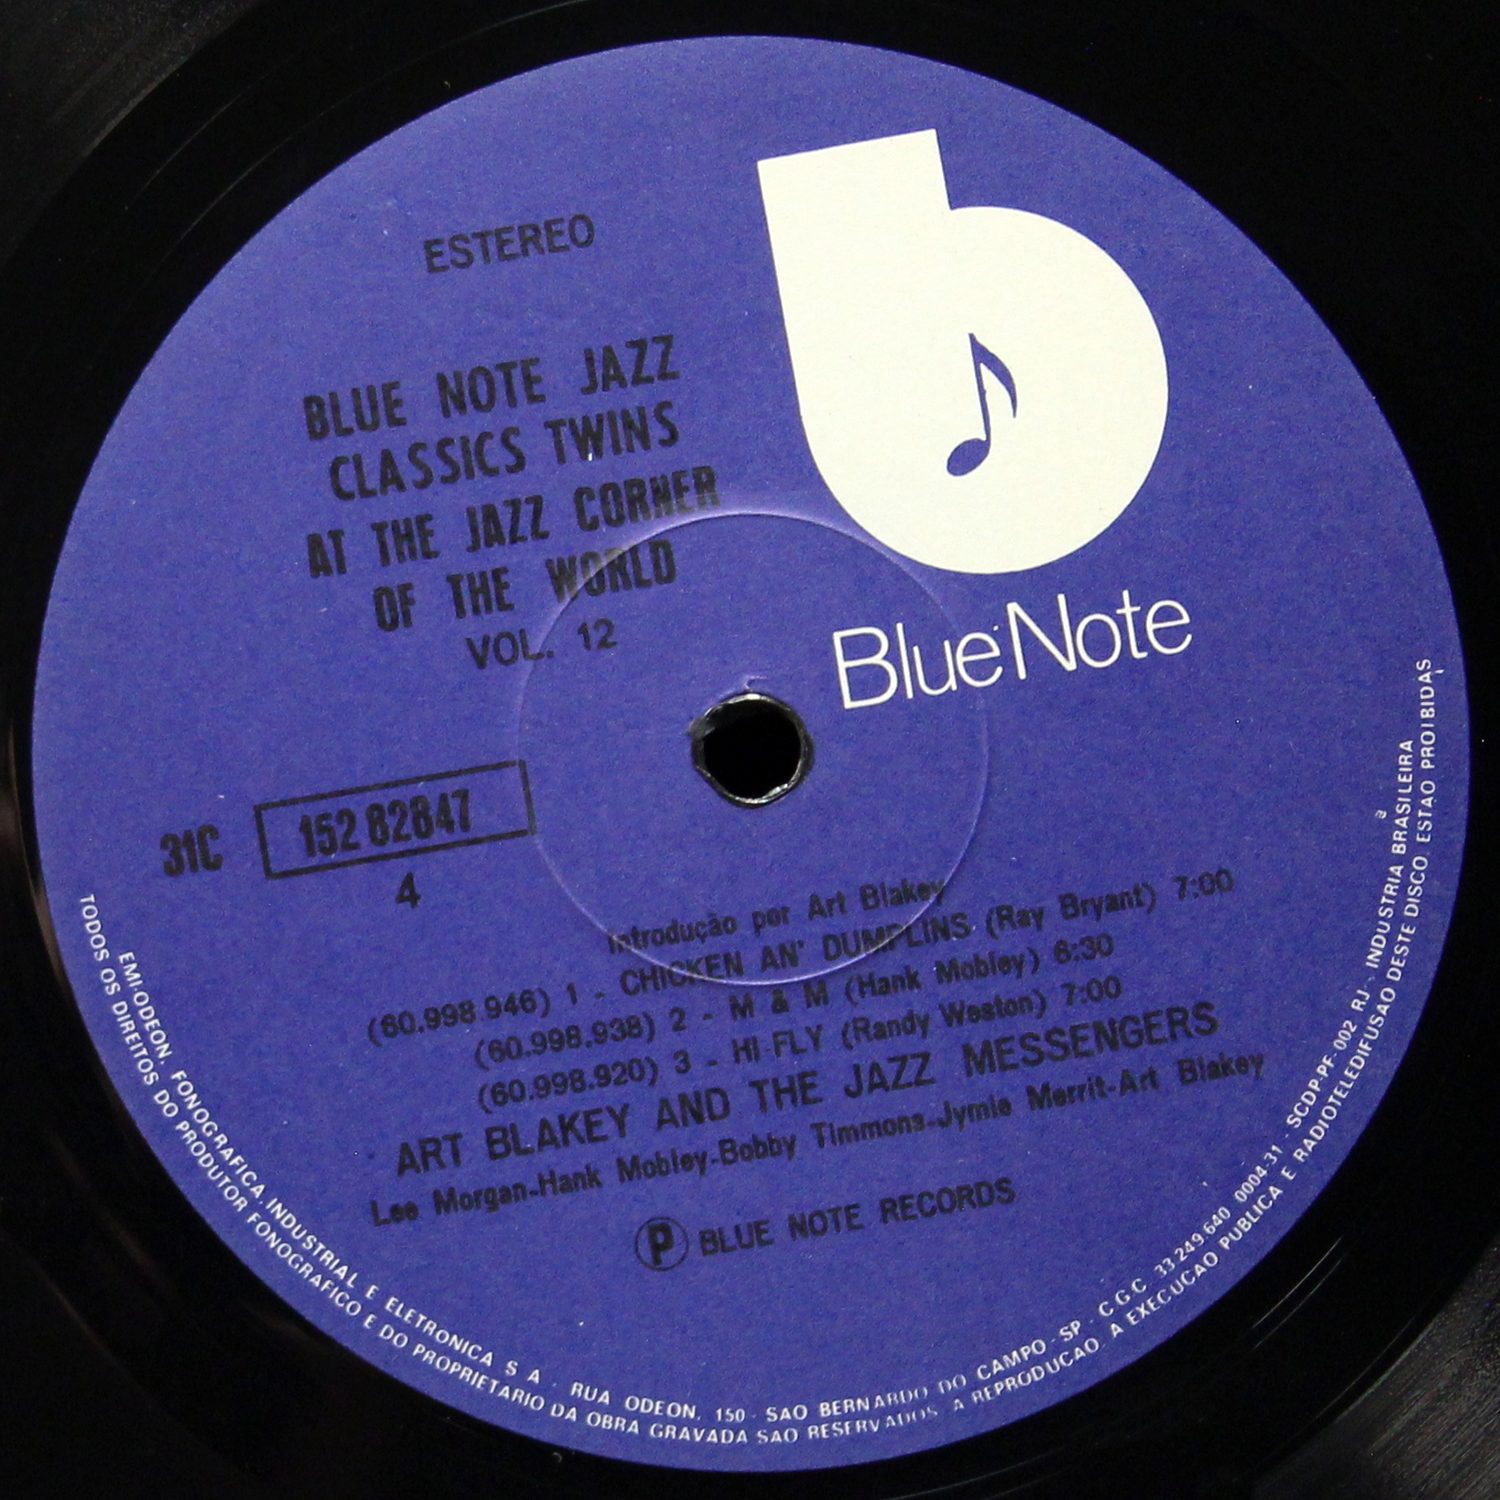 ESTEREO
BLUE NOTE JAZZ
CLASSICS TWINS
AT THE JAZZ CORNER
OF THE WORLD
VOL. 12
Blue Note
31C 152 82847
4
Introdução por Art Blakey
(60.998.946) 1 - CHICKEN AN' DUMPLINS (Ray Bryant) 7:00
(60.998.938) 2 - M & M (Hank Mobley) 6:30
(60.998.920) 3 - HI-FLY (Randy Weston) 7:00
ART BLAKEY AND THE JAZZ MESSENGERS
Lee Morgan-Hank Mobley-Bobby Timmons-Jymie Merrit-Art Blakey
Ⓟ BLUE NOTE RECORDS
EMI-ODEON, FONOGRAFICA, INDUSTRIAL E ELETRONICA S A . RUA ODEON, 150 - SAO BERNARDO DO CAMPO - SP - C G C 33 249 640 0004-31 - SCDP-PF-002 RJ - INDUSTRIA BRASILEIRA
TODOS OS DIREITOS DO PRODUTOR FONOGRAFICO E DO PROPRIETARIO DA OBRA GRAVADA SAO RESERVADOS A REPRODUCAO, A EXECUCAO PUBLICA E RADIOTELEDIFUSAO DESTE DISCO, ESTAO PROIBIDAS